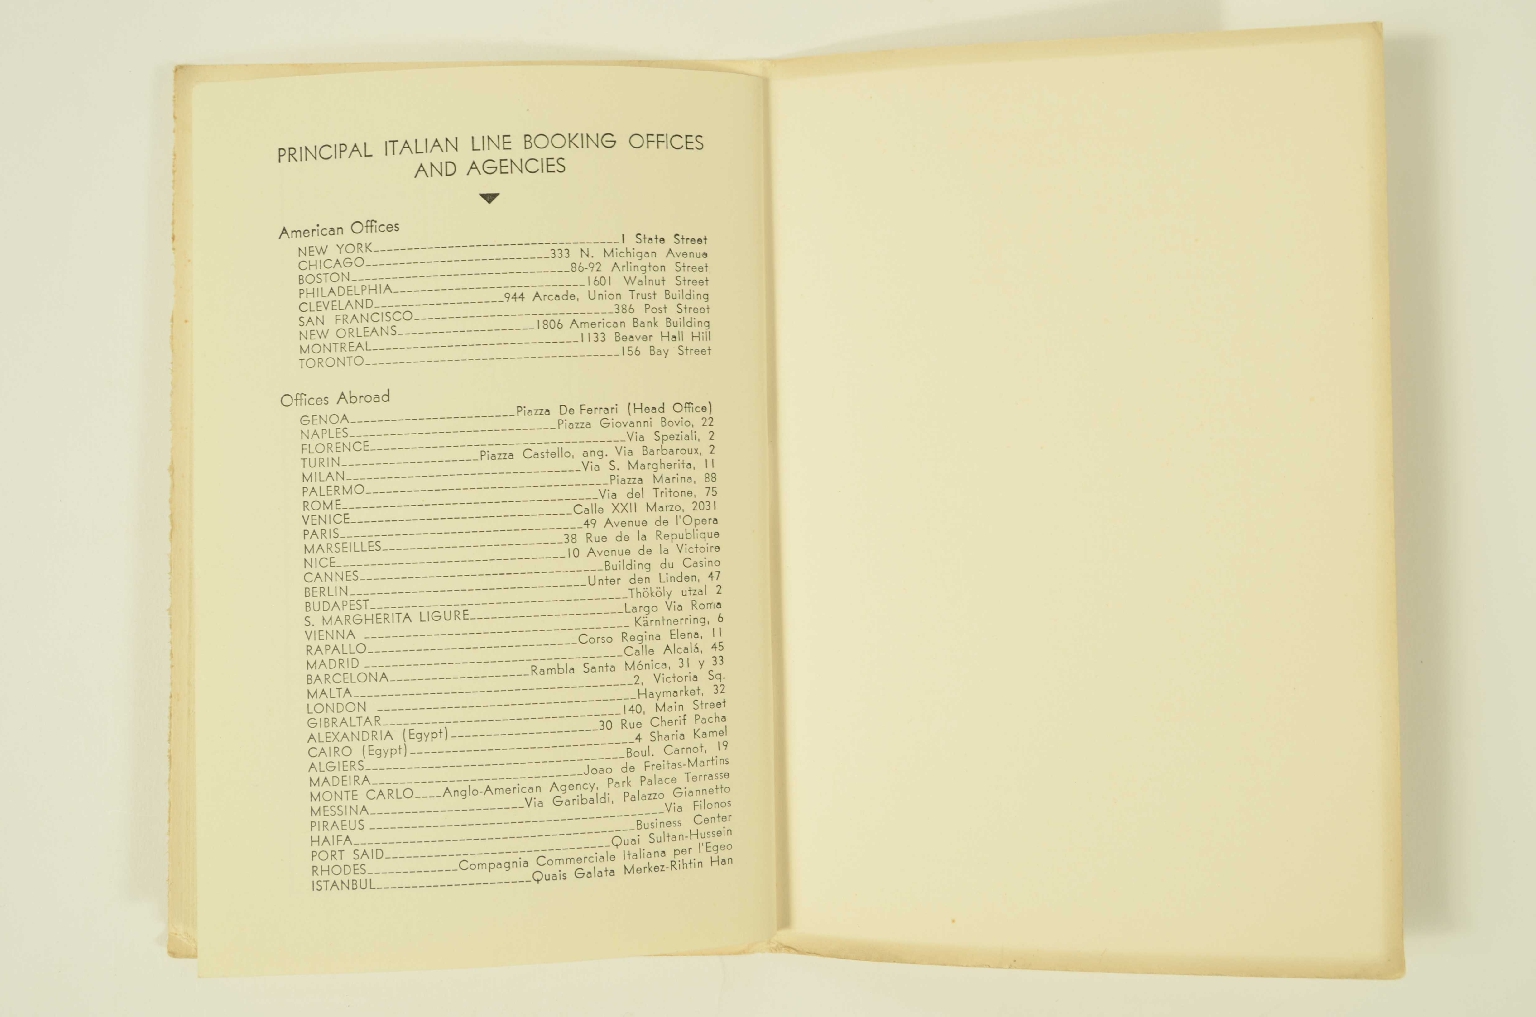 PRINCIPAL ITALIAN LINE BOOKING OFFICES
AND AGENCIES
American Offices
NEW YORK 1 State Street
CHICAGO 333 N. Michigan Avenue
BOSTON 86-92 Arlington Street
PHILADELPHIA 1601 Walnut Street
CLEVELAND 944 Arcade, Union Trust Building
SAN FRANCISCO 386 Post Street
NEW ORLEANS 1806 American Bank Building
MONTREAL 1133 Beaver Hall Hill
TORONTO 156 Bay Street
Offices Abroad
GENOA Piazza De Ferrari (Head Office)
NAPLES Piazza Giovanni Bovio, 22
FLORENCE Via Speziali, 2
TURIN Piazza Castello, ang. Via Barbaroux, 2
MILAN Via S. Margherita, 11
PALERMO Piazza Marina, 88
ROME Via del Tritone, 75
VENICE Calle XXII Marzo, 2031
PARIS 49 Avenue de l'Opera
MARSEILLES 38 Rue de la Republique
NICE 10 Avenue de la Victoire
CANNES Building du Casino
BERLIN Unter den Linden, 47
BUDAPEST Thököly utzal 2
S. MARGHERITA LIGURE Largo Via Roma
VIENNA Kärntnerring, 6
RAPALLO Corso Regina Elena, 11
MADRID Calle Alcalá, 45
BARCELONA Rambla Santa Mónica, 31 y 33
MALTA 2, Victoria Sq.
LONDON Haymarket, 32
GIBRALTAR 140, Main Street
ALEXANDRIA (Egypt) 30 Rue Cherif Pacha
CAIRO (Egypt) 4 Sharia Kamel
ALGIERS Boul. Carnot, 19
MADEIRA Joao de Freitas-Martins
MONTE CARLO Anglo-American Agency, Park Palace Terrasse
MESSINA Via Garibaldi, Palazzo Giannetto
PIRAEUS Via Filonos
HAIFA Business Center
PORT SAID Quai Sultan-Hussein
RHODES Compagnia Commerciale Italiana per l'Egeo
ISTANBUL Quais Galata Merkez-Rihtin Han